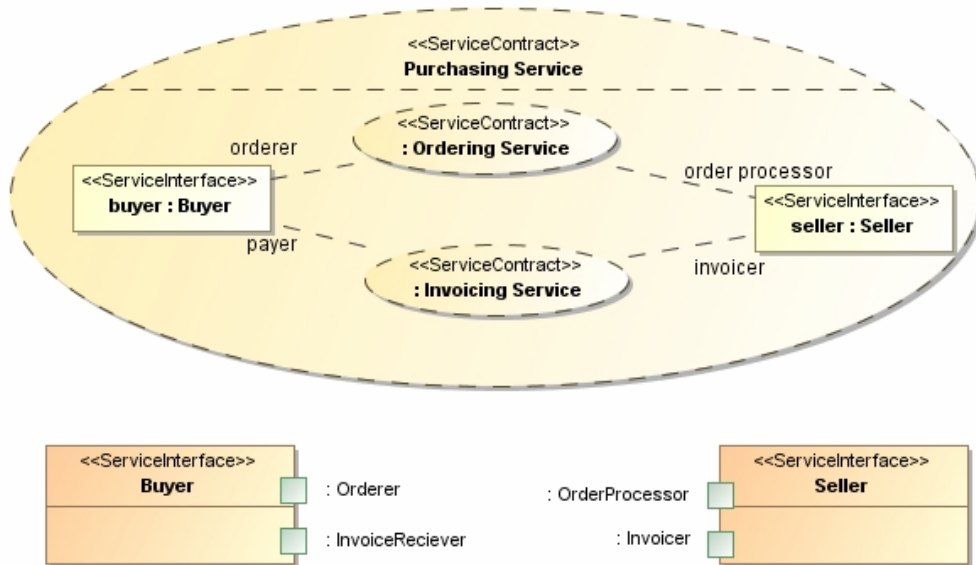 <<ServiceContract>>
Purchasing Service
<<ServiceContract>>
: Ordering Service
orderer
order processor
<<ServiceInterface>>
buyer : Buyer
<<ServiceInterface>>
seller : Seller
payer
<<ServiceContract>>
: Invoicing Service
invoicer
<<ServiceInterface>>
Buyer
: Orderer
: InvoiceReciever
<<ServiceInterface>>
Seller
: OrderProcessor
: Invoicer